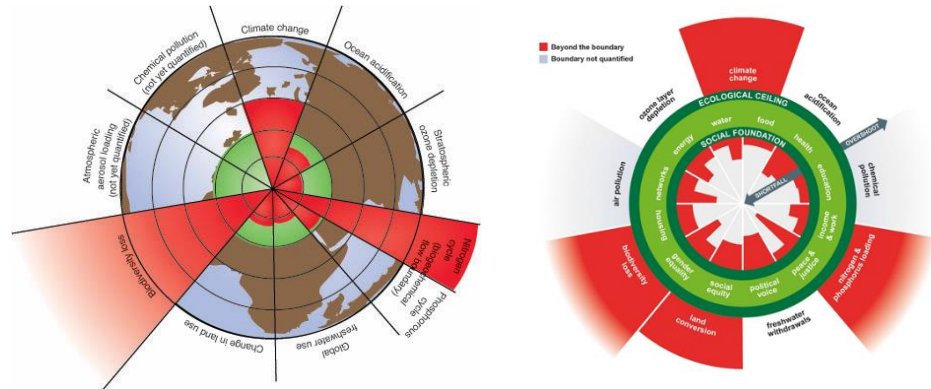 Climate change
Ocean acidification
Stratospheric
ozone depletion
Nitrogen
cycle
(biogeochemical
flow boundary)
Phosphorous
cycle
Global
freshwater use
Change in land use
Biodiversity loss
Atmospheric
aerosol loading
(not yet quantified)
Chemical pollution
(not yet quantified)
Beyond the boundary
Boundary not quantified
climate
change
ocean
acidification
OVERSHOOT
chemical
pollution
nitrogen &
phosphorus loading
freshwater
withdrawals
land
conversion
biodiversity
loss
air pollution
ozone layer
depletion
ECOLOGICAL CEILING
water
food
health
education
income
& work
peace &
justice
political
voice
social
equity
gender
equality
housing
networks
energy
SOCIAL FOUNDATION
SHORTFALL